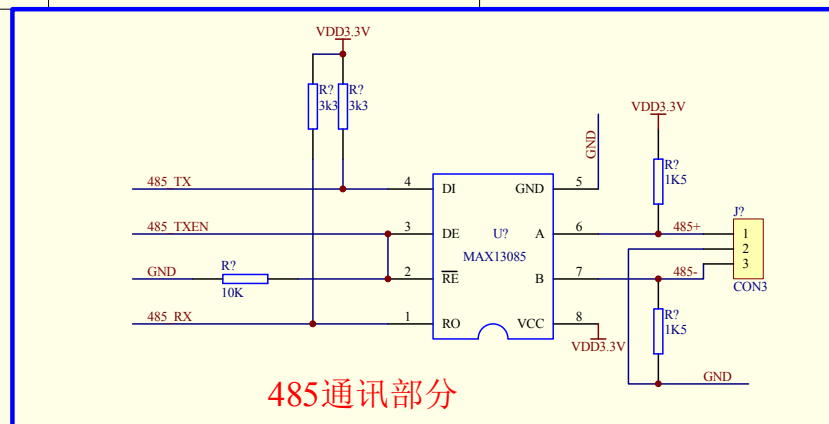 VDD3.3V
R? R?
3k3 3k3
VDD3.3V
GND
R?
1K5
485_TX 4 DI GND 5
J?
485_TXEN 3 DE U? A 6 485+ 1
MAX13085
2
GND R? 2 RE B 7 485- 3
10K
CON3
R?
1K5
485_RX 1 RO VCC 8
VDD3.3V
GND
485通讯部分